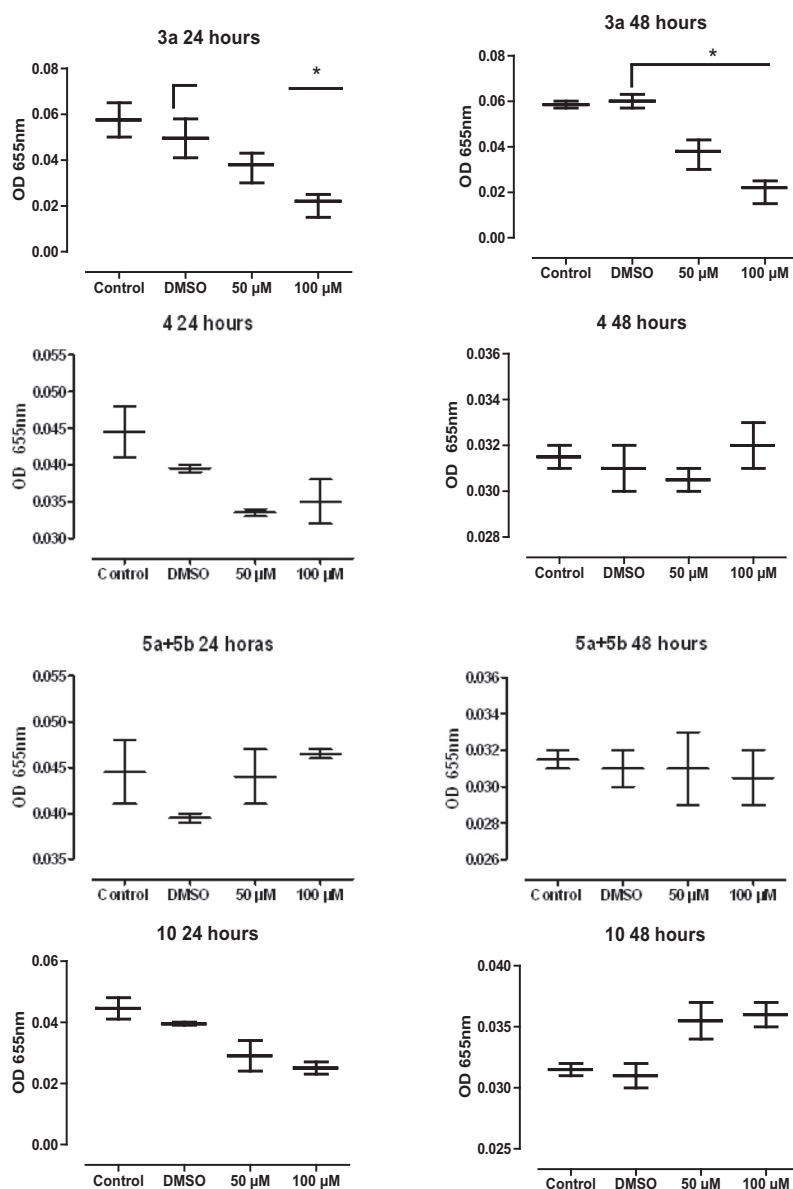 3a 24 hours
OD 655nm
0.08
0.06
0.04
0.02
0.00
*
Control DMSO 50 µM 100 µM
3a 48 hours
OD 655nm
0.08
0.06
0.04
0.02
0.00
*
Control DMSO 50 µM 100 µM
4 24 hours
OD 655nm
0.055
0.050
0.045
0.040
0.035
0.030
Control DMSO 50 µM 100 µM
4 48 hours
OD 655nm
0.036
0.034
0.032
0.030
0.028
Control DMSO 50 µM 100 µM
5a+5b 24 horas
OD 655nm
0.055
0.050
0.045
0.040
0.035
Control DMSO 50 µM 100 µM
5a+5b 48 hours
OD 655nm
0.036
0.034
0.032
0.030
0.028
0.026
Control DMSO 50 µM 100 µM
10 24 hours
OD 655nm
0.06
0.04
0.02
0.00
Control DMSO 50 µM 100 µM
10 48 hours
OD 655nm
0.040
0.035
0.030
0.025
Control DMSO 50 µM 100 µM